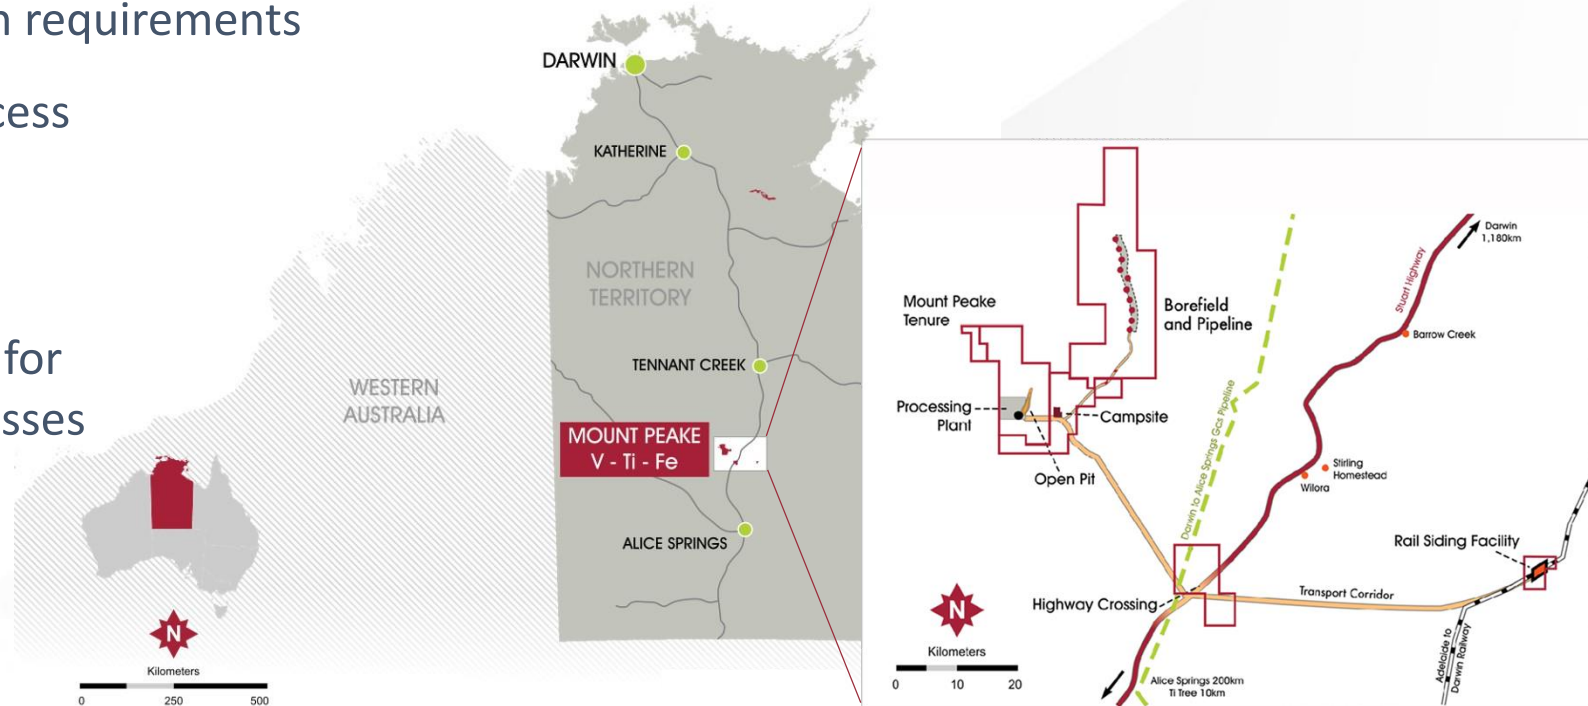 n requirements
cess
for
sses
DARWIN
KATHERINE
NORTHERN
TERRITORY
TENNANT CREEK
WESTERN
AUSTRALIA
MOUNT PEAKE
V - Ti - Fe
ALICE SPRINGS
N
Kilometers
0 250 500
Darwin
1,180km
Stuart Highway
Mount Peake
Tenure
Borefield
and Pipeline
Barrow Creek
Processing
Plant
Campsite
Open Pit
Darwin to Alice Springs Gas Pipeline
Stirling
Homestead
Wilora
Rail Siding Facility
Highway Crossing
Transport Corridor
N
Kilometers
0 10 20
Alice Springs 200km
Ti Tree 10km
Adelaide to
Darwin Railway